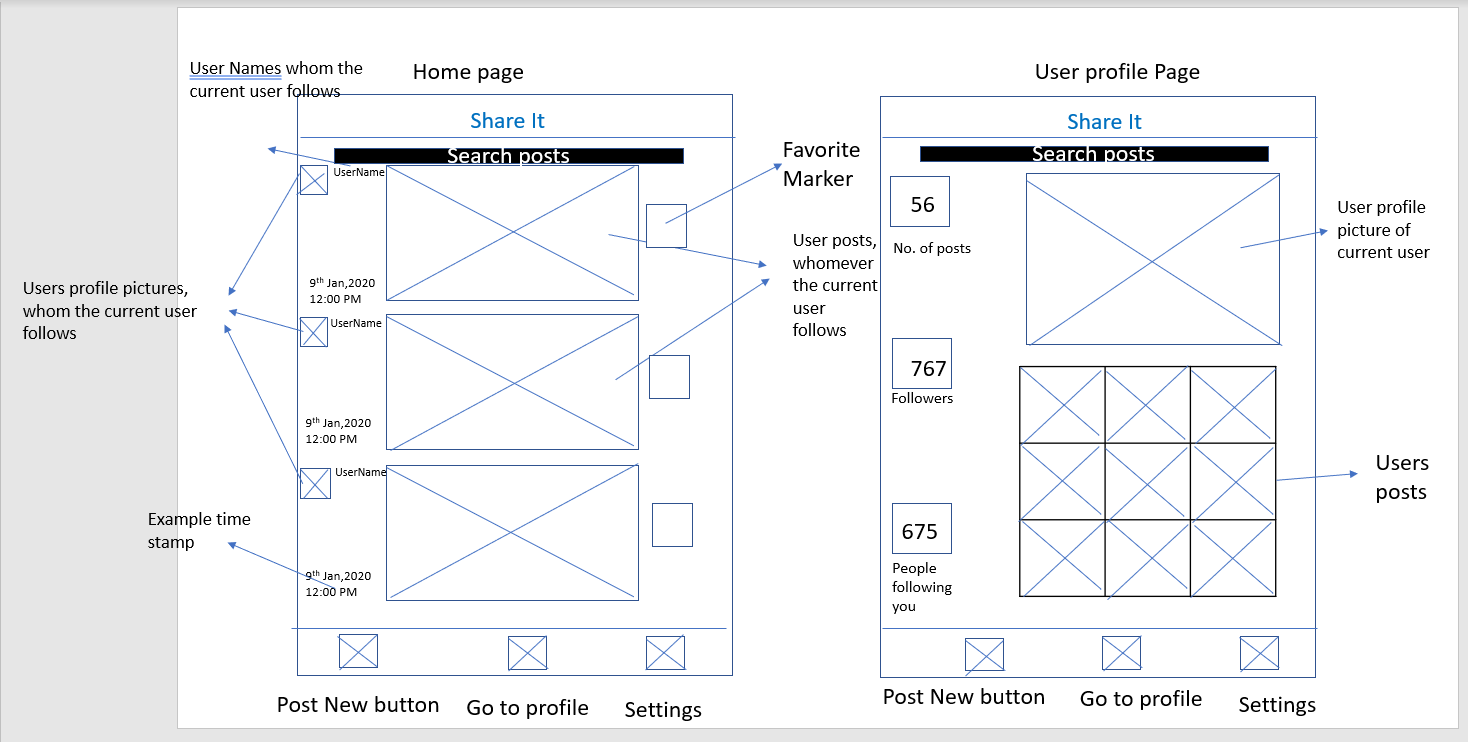 User Names whom the
current user follows
Home page
Share It
Search posts
UserName
9th Jan,2020
12:00 PM
UserName
9th Jan,2020
12:00 PM
UserName
9th Jan,2020
12:00 PM
Users profile pictures,
whom the current user
follows
Example time
stamp
Favorite
Marker
User posts,
whomever
the current
user
follows
Post New button
Go to profile
Settings
User profile Page
Share It
Search posts
56
No. of posts
767
Followers
675
People
following
you
User profile
picture of
current user
Users
posts
Post New button
Go to profile
Settings